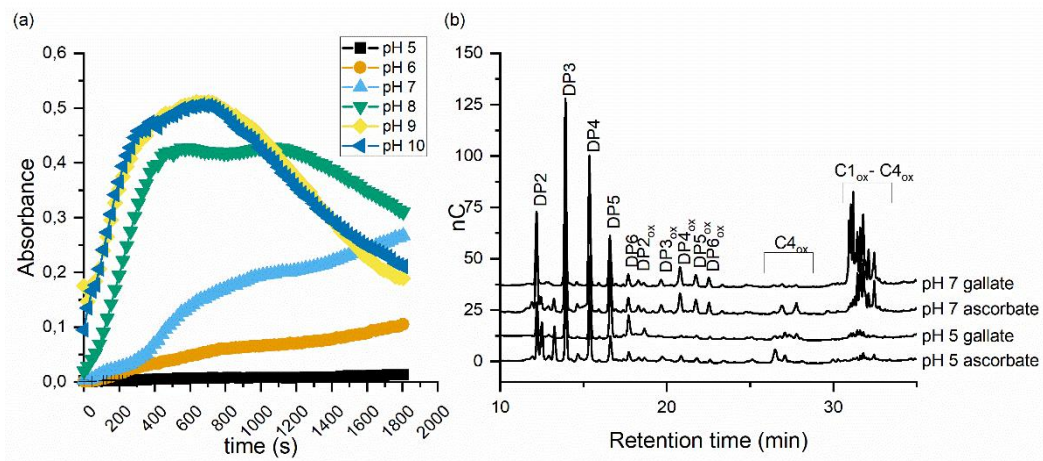 (a)
0,6
0,5
0,4
0,3
0,2
0,1
0,0
Absorbance
0
200
400
600
800
1000
1200
1400
1600
1800
2000
time (s)
pH 5
pH 6
pH 7
pH 8
pH 9
pH 10
(b)
150
125
100
75
50
25
0
nC
10
20
30
Retention time (min)
DP2
DP3
DP4
DP5
DP6
DP2ox
DP3ox
DP4ox
DP5ox
DP6ox
C4ox
C1ox- C4ox
pH 7 gallate
pH 7 ascorbate
pH 5 gallate
pH 5 ascorbate